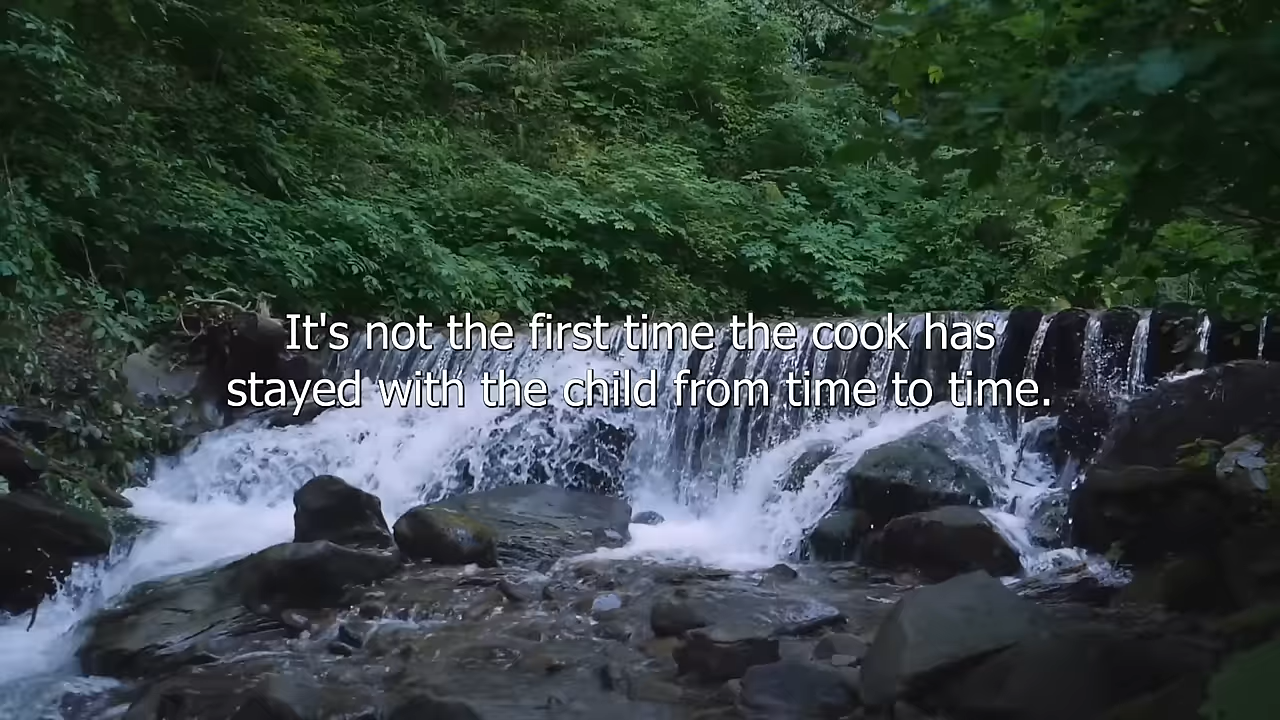 It's not the first time the cook has
stayed with the child from time to time.